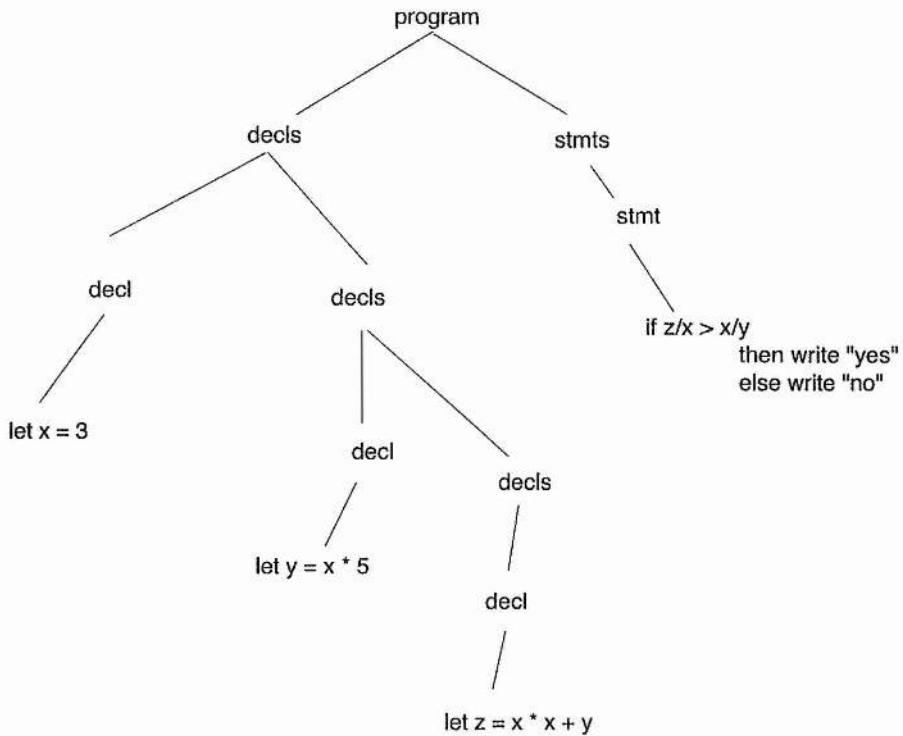 program
decls
stmts
stmt
decl
decls
if z/x > x/y
then write "yes"
else write "no"
let x = 3
decl
decls
let y = x * 5
decl
let z = x * x + y